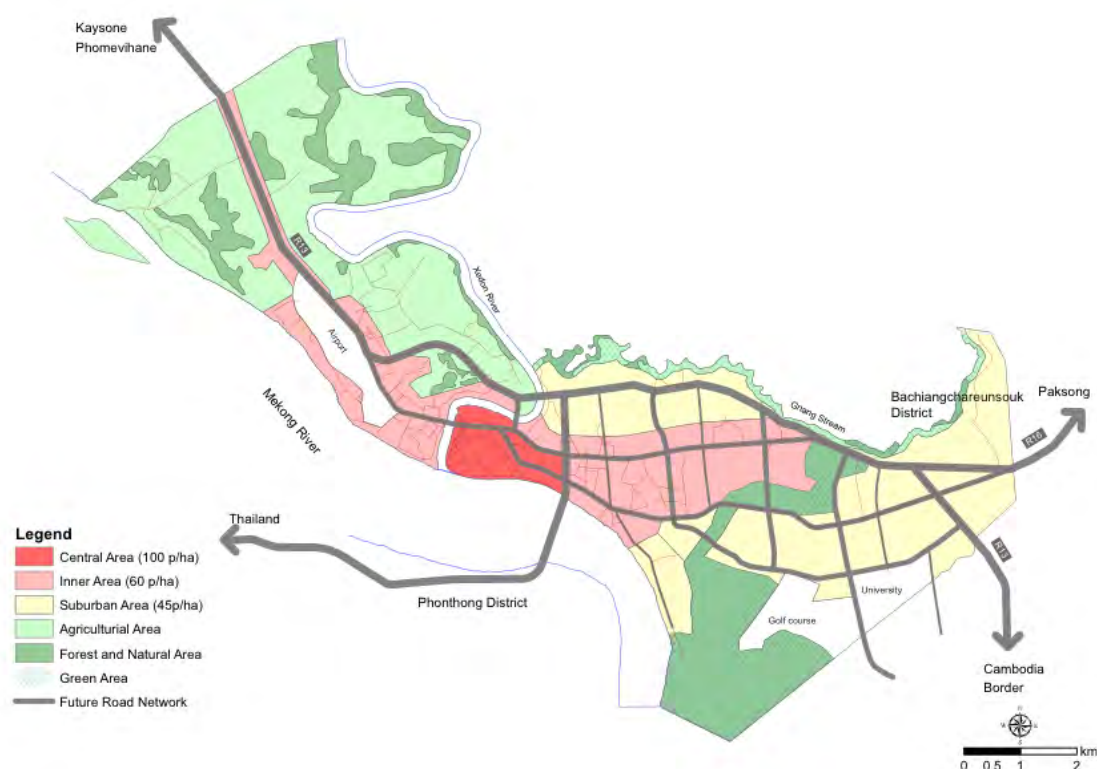 Kaysone
Phomevihane
R13
Xedon River
Airport
Mekong River
Gnang Stream
Bachiangchareunsouk
District
Paksong
R16
Thailand
R13
Phonthong District
University
Golf course
Cambodia
Border
Legend
Central Area (100 p/ha)
Inner Area (60 p/ha)
Suburban Area (45p/ha)
Agriculturial Area
Forest and Natural Area
Green Area
Future Road Network
km
0 0.5 1 2